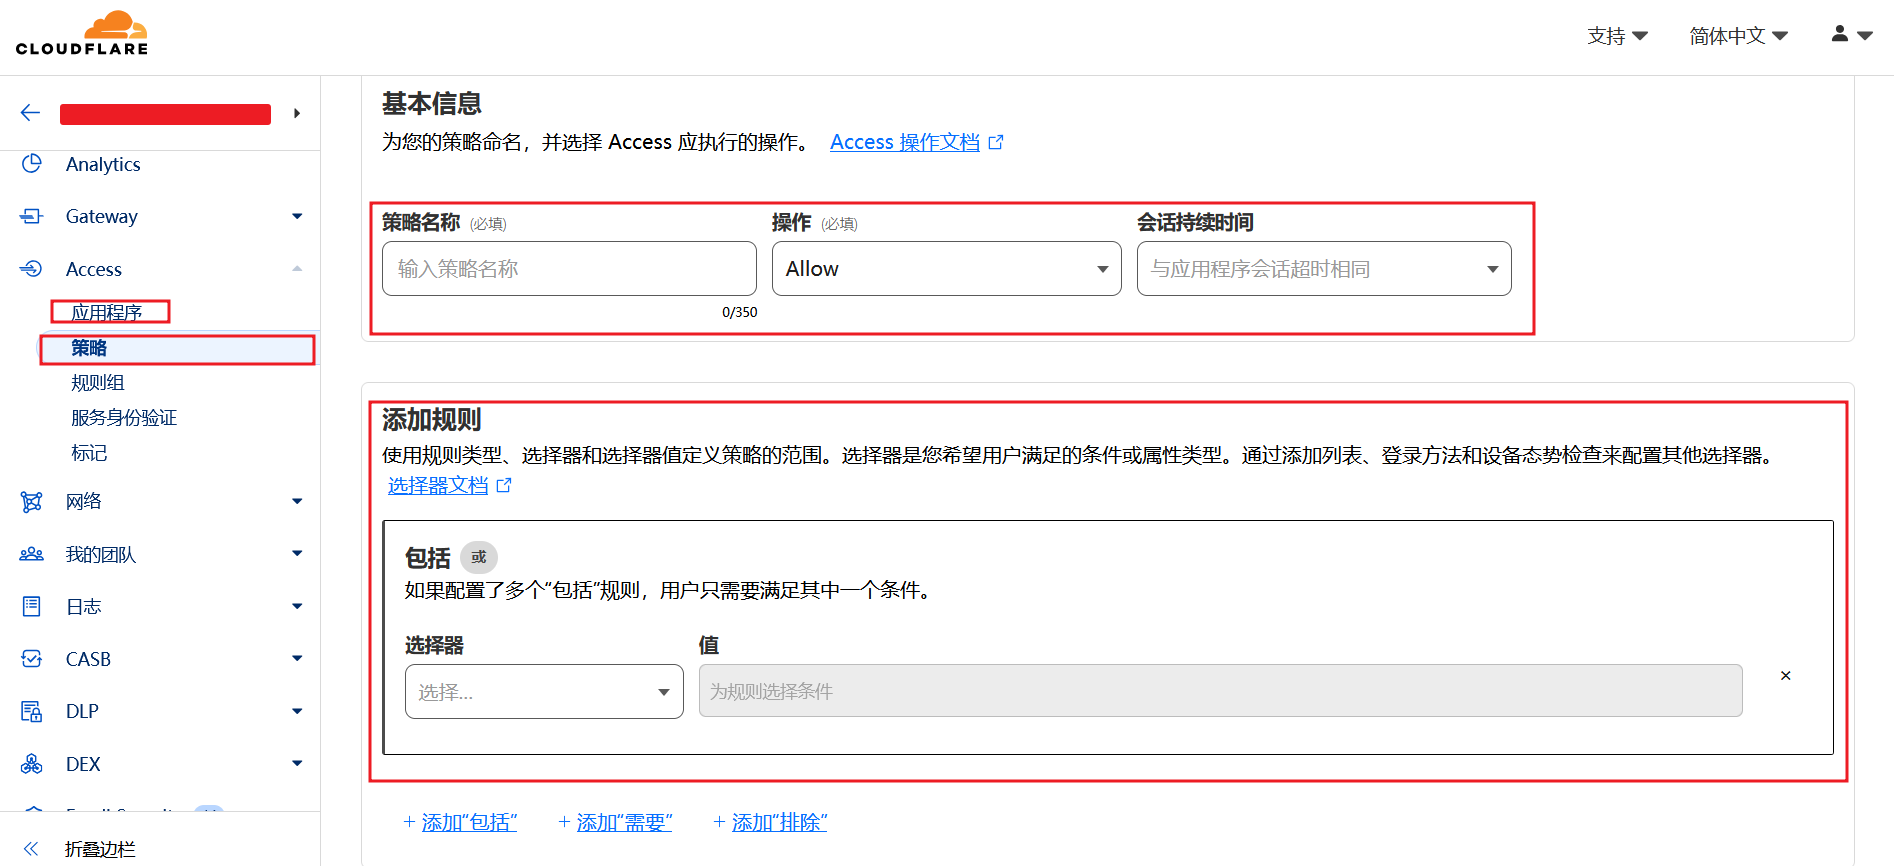 CLOUDFLARE
支持
简体中文
Analytics
Gateway
Access
应用程序
策略
规则组
服务身份验证
标记
网络
我的团队
日志
CASB
DLP
DEX
折叠边栏
基本信息
为您的策略命名，并选择 Access 应执行的操作。 Access 操作文档
策略名称 (必填)
操作 (必填)
会话持续时间
输入策略名称
Allow
与应用程序会话超时相同
0/350
添加规则
使用规则类型、选择器和选择器值定义策略的范围。选择器是您希望用户满足的条件或属性类型。通过添加列表、登录方法和设备态势检查来配置其他选择器。
选择器文档
包括 或
如果配置了多个“包括”规则，用户只需要满足其中一个条件。
选择器
值
选择...
为规则选择条件
×
+ 添加“包括”
+ 添加“需要”
+ 添加“排除”